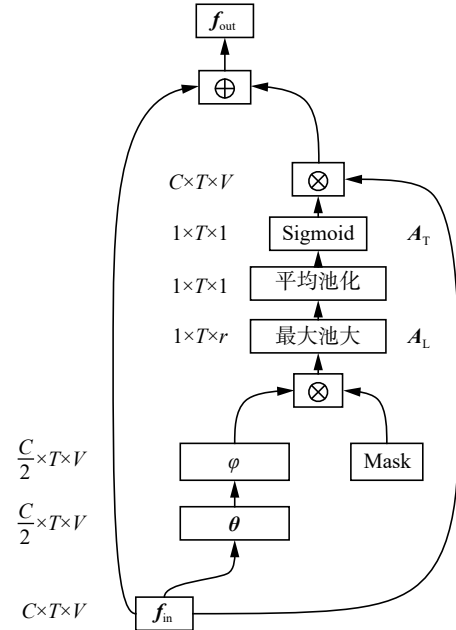 f_out
⊕
C×T×V ⊗
1×T×1 Sigmoid A_T
1×T×1 平均池化
1×T×r 最大池大 A_L
⊗
C/2×T×V φ Mask
C/2×T×V θ
C×T×V f_in